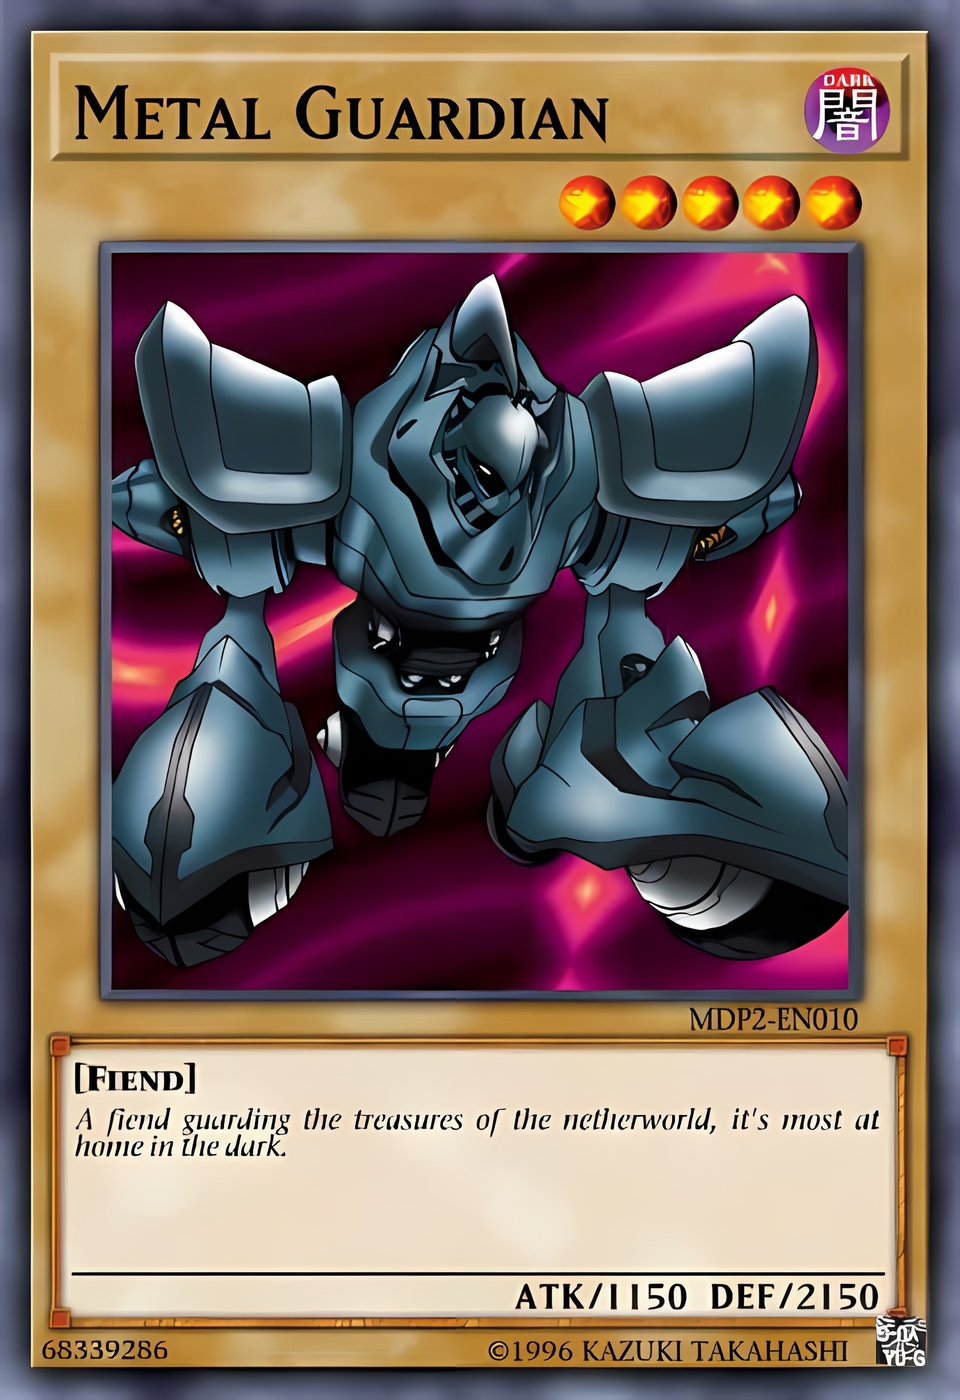 METAL GUARDIAN
DARK
闇
MDP2-EN010
[FIEND]
A fiend guarding the treasures of the netherworld, it's most at
home in the dark.
ATK/1150 DEF/2150
68339286
©1996 KAZUKI TAKAHASHI